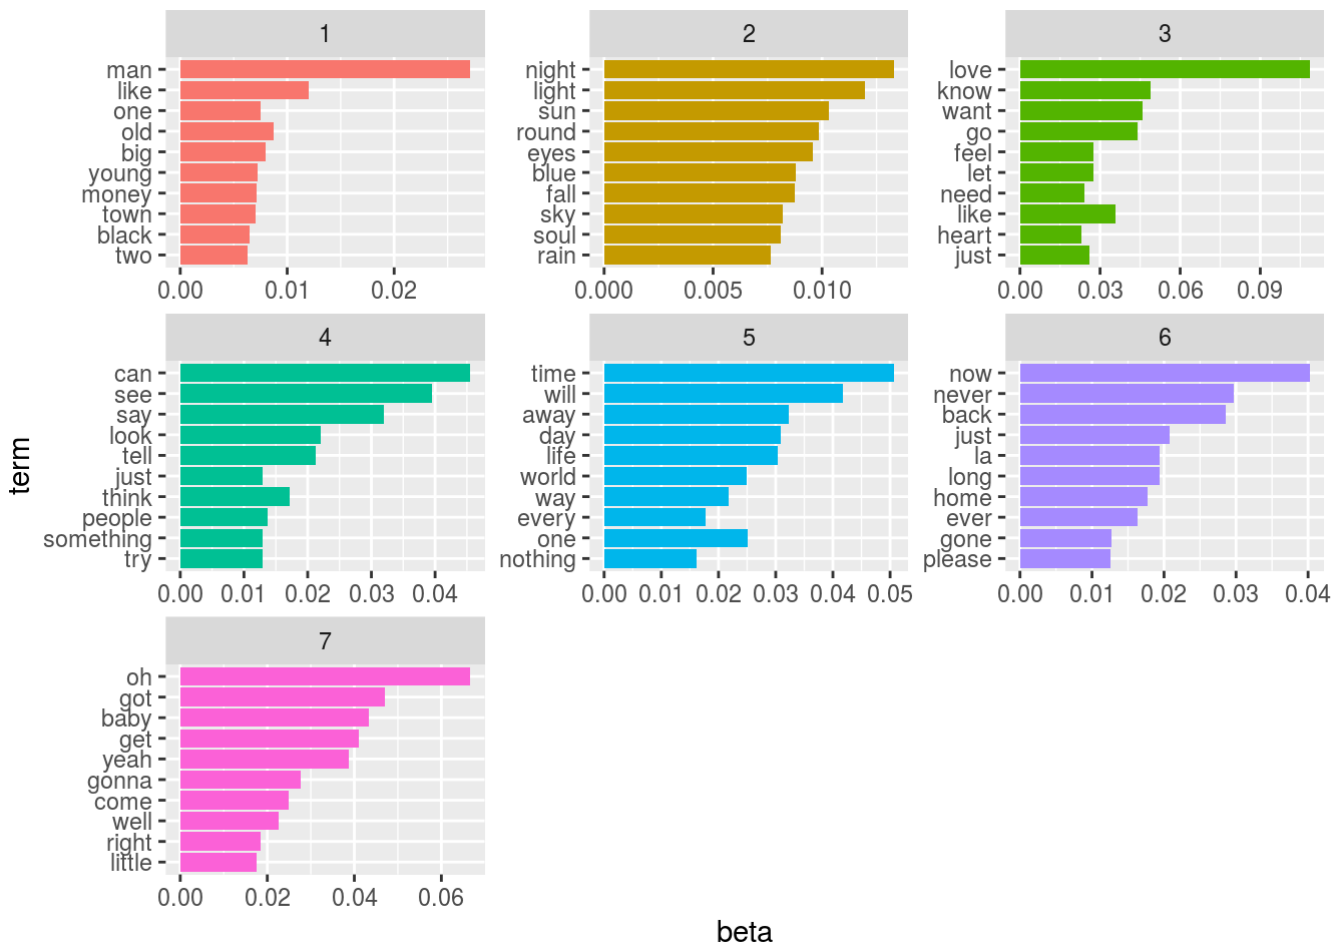 1
man
like
one
old
big
young
money
town
black
two
0.00 0.01 0.02
2
night
light
sun
round
eyes
blue
fall
sky
soul
rain
0.000 0.005 0.010
3
love
know
want
go
feel
let
need
like
heart
just
0.00 0.03 0.06 0.09
term
4
can
see
say
look
tell
just
think
people
something
try
0.00 0.01 0.02 0.03 0.04
5
time
will
away
day
life
world
way
every
one
nothing
0.00 0.01 0.02 0.03 0.04 0.05
6
now
never
back
just
la
long
home
ever
gone
please
0.00 0.01 0.02 0.03 0.04
7
oh
got
baby
get
yeah
gonna
come
well
right
little
0.00 0.02 0.04 0.06
beta